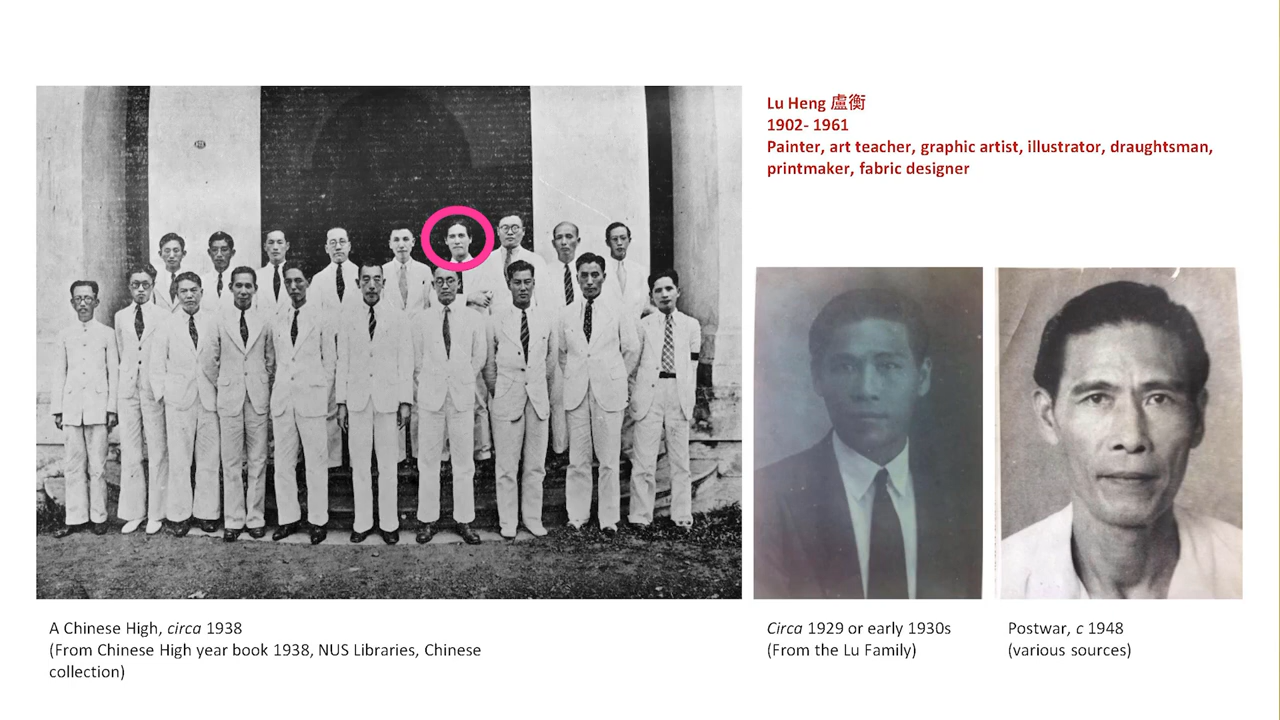 Lu Heng 盧衡
1902- 1961
Painter, art teacher, graphic artist, illustrator, draughtsman,
printmaker, fabric designer
A Chinese High, circa 1938
(From Chinese High year book 1938, NUS Libraries, Chinese
collection)
Circa 1929 or early 1930s
(From the Lu Family)
Postwar, c 1948
(various sources)